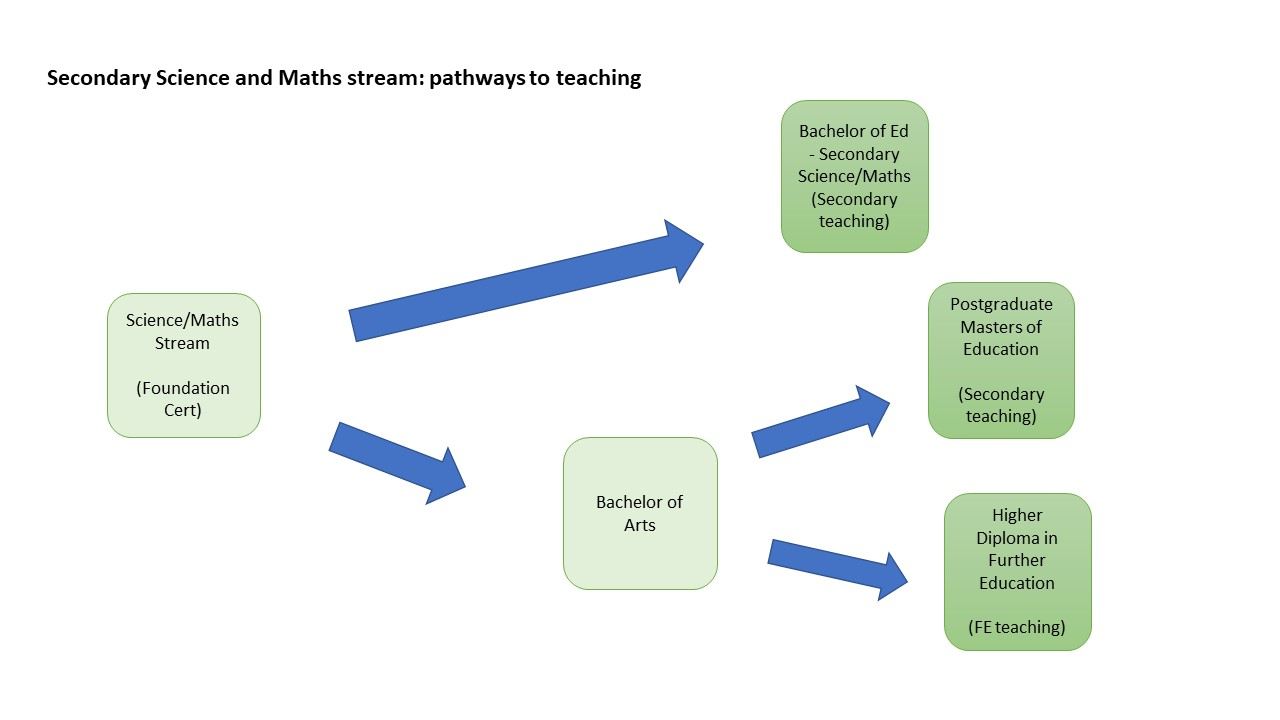 Secondary Science and Maths stream: pathways to teaching
Bachelor of Ed
- Secondary
Science/Maths
(Secondary
teaching)
Science/Maths
Stream
(Foundation
Cert)
Bachelor of
Arts
Postgraduate
Masters of
Education
(Secondary
teaching)
Higher
Diploma in
Further
Education
(FE teaching)